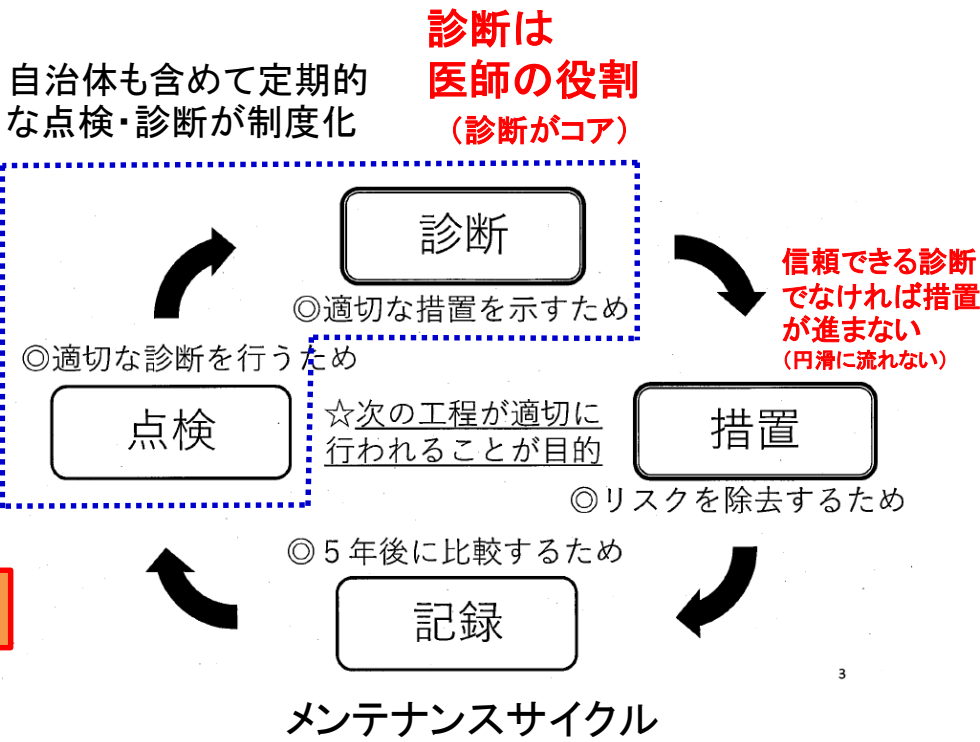 診断は
医師の役割
（診断がコア）
自治体も含めて定期的
な点検・診断が制度化
診断
◎適切な措置を示すため
信頼できる診断
でなければ措置
が進まない
（円滑に流れない）
◎適切な診断を行うため
点検
☆次の工程が適切に
行われることが目的
措置
◎リスクを除去するため
◎５年後に比較するため
記録
3
メンテナンスサイクル